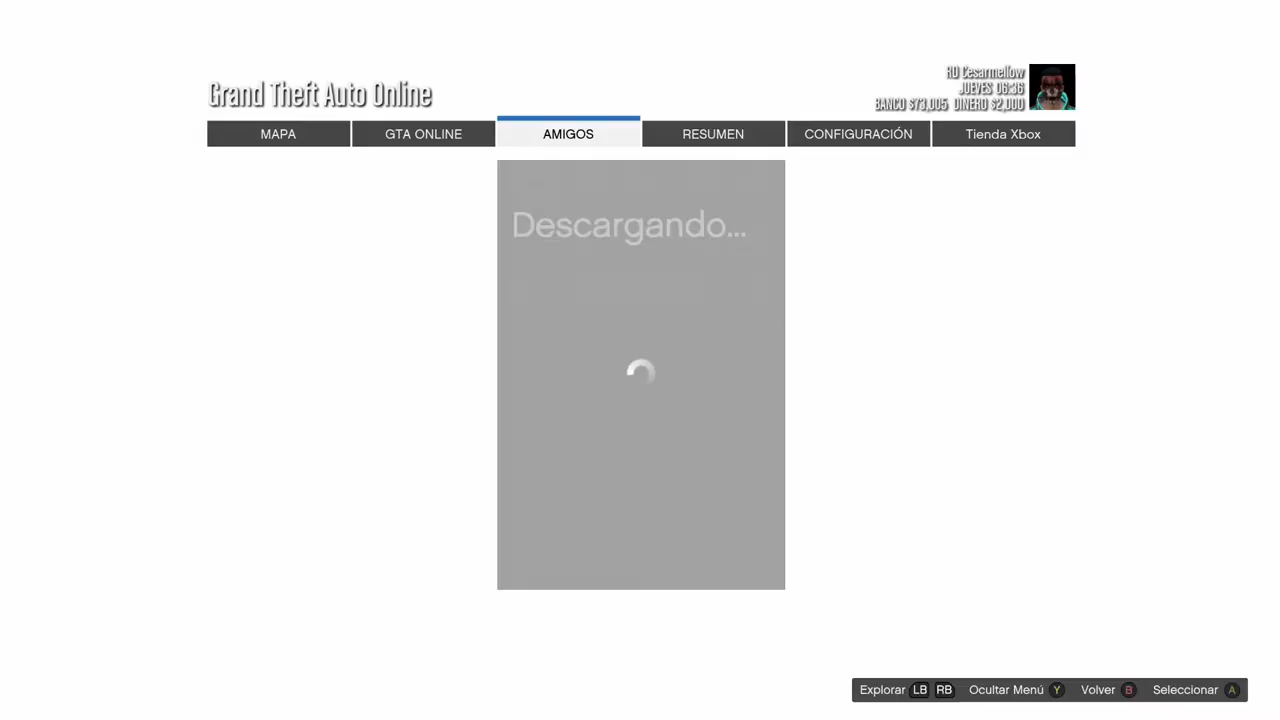 Grand Theft Auto Online
RD Cesarmellow
JUEVES 06:36
BANCO $73,005 DINERO $2,000
MAPA GTA ONLINE AMIGOS RESUMEN CONFIGURACIÓN Tienda Xbox
Descargando...
Explorar LB RB Ocultar Menú Y Volver B Seleccionar A